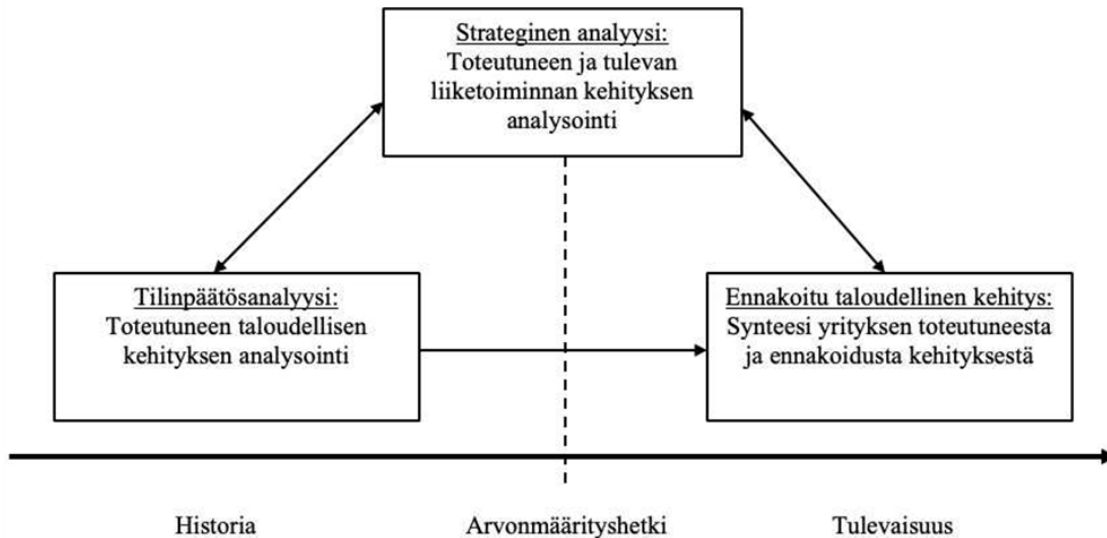 Strateginen analyysi:
Toteutuneen ja tulevan
liiketoiminnan kehityksen
analysointi
Tilinpäätösanalyysi:
Toteutuneen taloudellisen
kehityksen analysointi
Ennakoitu taloudellinen kehitys:
Synteesi yrityksen toteutuneesta
ja ennakoidusta kehityksestä
Historia
Arvonmäärityshetki
Tulevaisuus